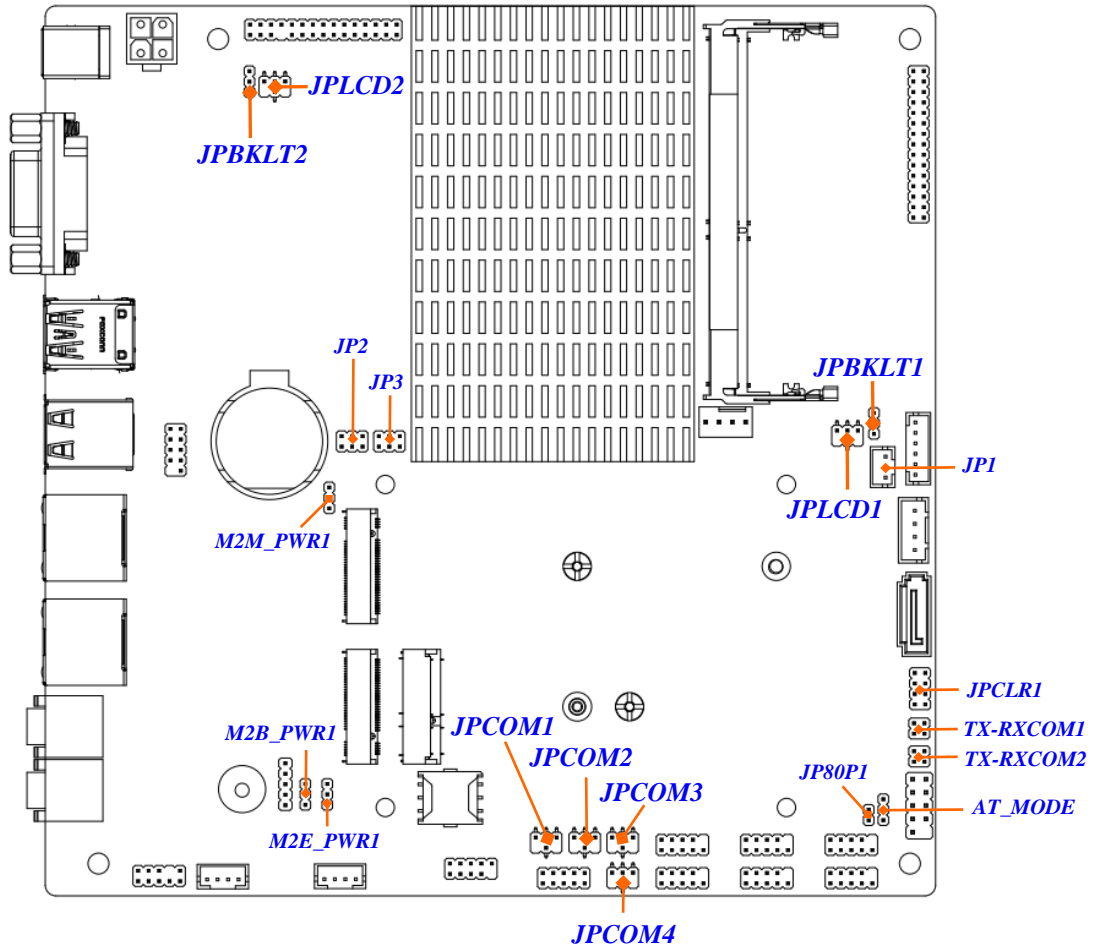 JPLCD2
JPBKLT2
FOXCONN
JP2
JPBKLT1
JP3
JP1
JPLCD1
M2M_PWR1
JPCLR1
M2B_PWR1
JPCOM1
TX-RXCOM1
JPCOM2
TX-RXCOM2
JP80P1
JPCOM3
AT_MODE
M2E_PWR1
JPCOM4